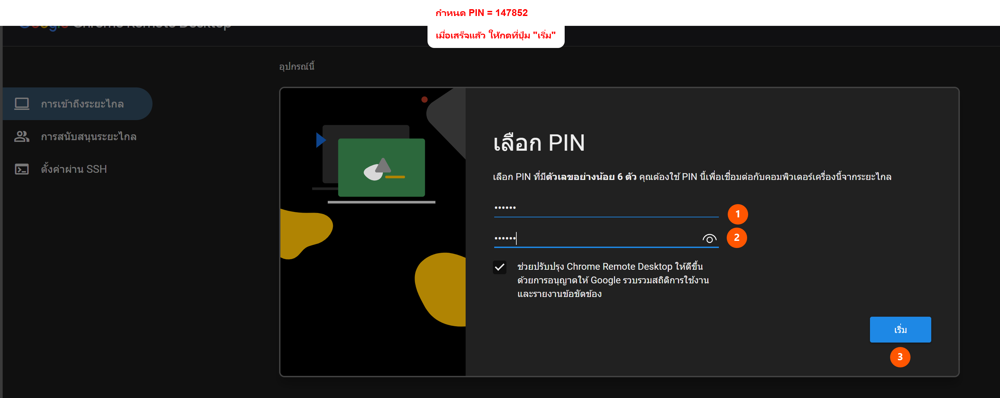 กำหนด PIN = 147852
เมื่อเสร็จแล้ว ให้กดที่ปุ่ม "เริ่ม"
Google Chrome Remote Desktop
อุปกรณ์นี้
การเข้าถึงระยะไกล
การสนับสนุนระยะไกล
ตั้งค่าผ่าน SSH
เลือก PIN
เลือก PIN ที่มีตัวเลขอย่างน้อย 6 ตัว คุณต้องใช้ PIN นี้เพื่อเชื่อมต่อกับคอมพิวเตอร์เครื่องนี้จากระยะไกล
••••••
1
••••••
2
ช่วยปรับปรุง Chrome Remote Desktop ให้ดีขึ้น
ด้วยการอนุญาตให้ Google รวบรวมสถิติการใช้งาน
และรายงานข้อขัดข้อง
เริ่ม
3